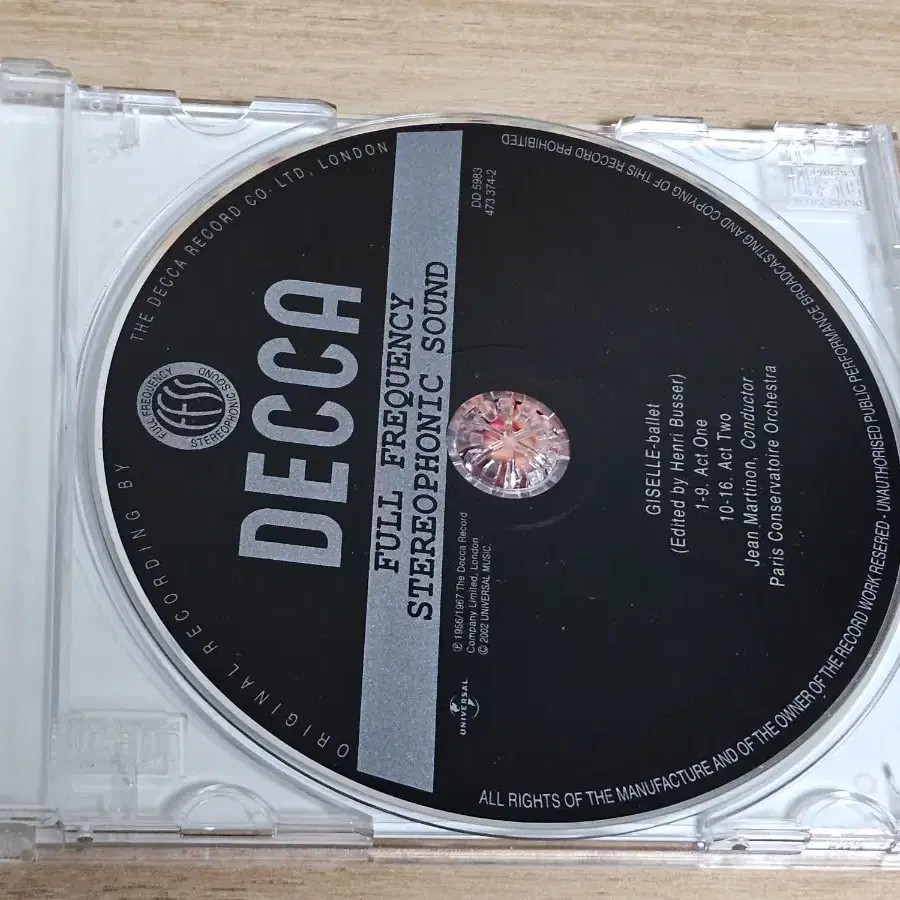 ORIGINAL RECORDING BY THE DECCA RECORD CO· LTD, LONDON
FULL FREQUENCY
ffss
STEREOPHONIC SOUND
DECCA
FULL FREQUENCY
STEREOPHONIC SOUND
DD 5983
473 374-2
℗ 1956/1967 The Decca Record
Company Limited, London
© 2002 UNIVERSAL MUSIC
UNIVERSAL
GISELLE-ballet
(Edited by Henri Busser)
1-9. Act One
10-16. Act Two
Jean Martinon, Conductor
Paris Conservatoire Orchestra
ALL RIGHTS OF THE MANUFACTURE AND OF THE OWNER OF THE RECORD WORK RESERED - UNAUTHORISED PUBLIC PERFORMANCE BROADCASTING AND COPYING OF THIS RECORD PROHIBITED